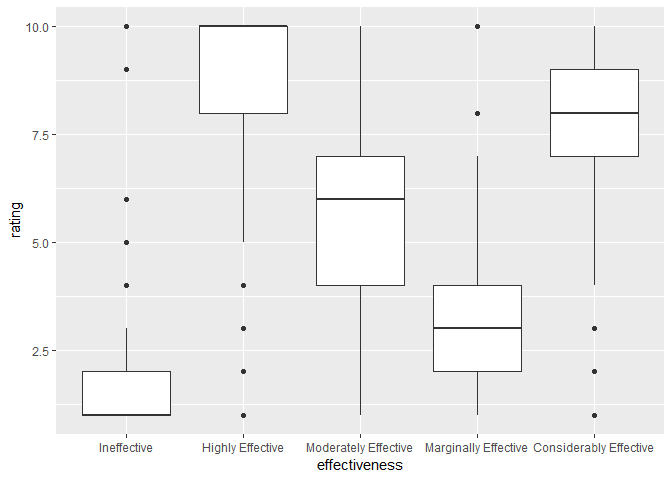 10.0
7.5
5.0
2.5
rating
Ineffective Highly Effective Moderately Effective Marginally Effective Considerably Effective
effectiveness